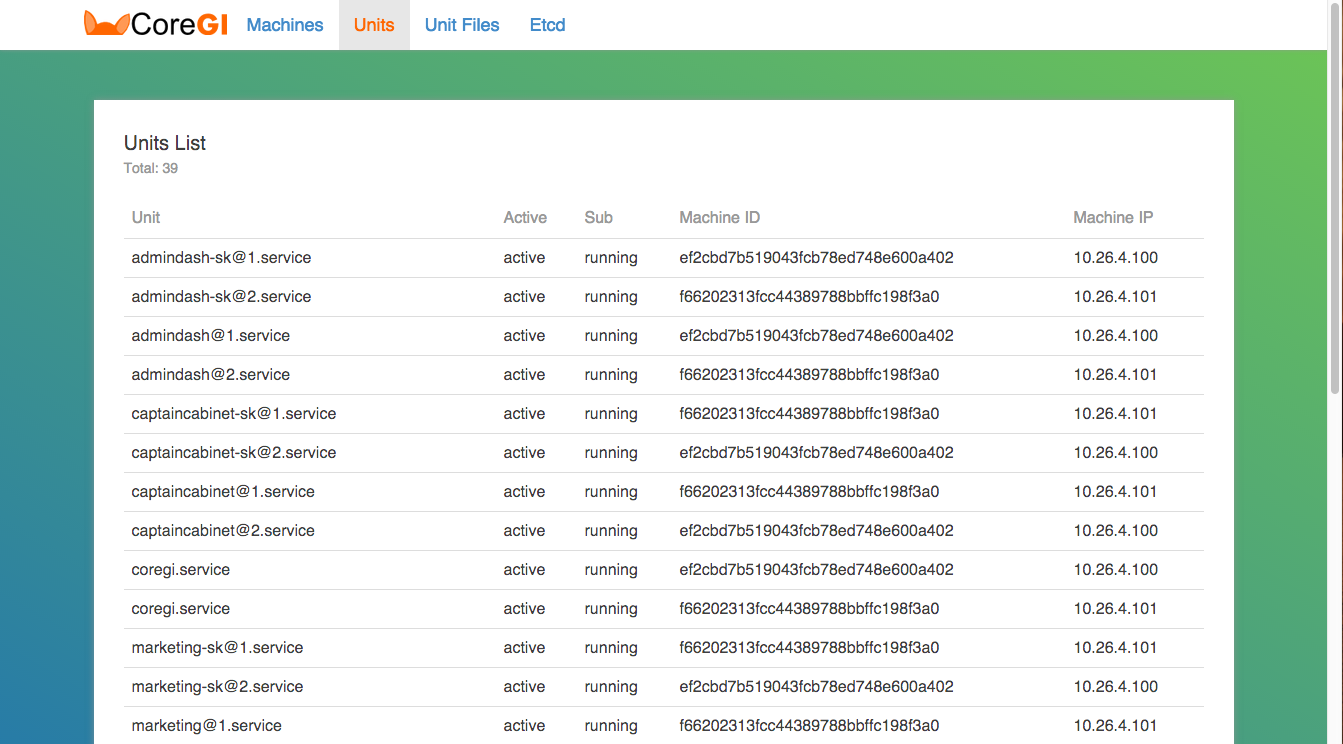 CoreGI Machines Units Unit Files Etcd
Units List
Total: 39
Unit Active Sub Machine ID Machine IP
admindash-sk@1.service active running ef2cbd7b519043fcb78ed748e600a402 10.26.4.100
admindash-sk@2.service active running f66202313fcc44389788bbffc198f3a0 10.26.4.101
admindash@1.service active running ef2cbd7b519043fcb78ed748e600a402 10.26.4.100
admindash@2.service active running f66202313fcc44389788bbffc198f3a0 10.26.4.101
captaincabinet-sk@1.service active running f66202313fcc44389788bbffc198f3a0 10.26.4.101
captaincabinet-sk@2.service active running ef2cbd7b519043fcb78ed748e600a402 10.26.4.100
captaincabinet@1.service active running f66202313fcc44389788bbffc198f3a0 10.26.4.101
captaincabinet@2.service active running ef2cbd7b519043fcb78ed748e600a402 10.26.4.100
coregi.service active running ef2cbd7b519043fcb78ed748e600a402 10.26.4.100
coregi.service active running f66202313fcc44389788bbffc198f3a0 10.26.4.101
marketing-sk@1.service active running f66202313fcc44389788bbffc198f3a0 10.26.4.101
marketing-sk@2.service active running ef2cbd7b519043fcb78ed748e600a402 10.26.4.100
marketing@1.service active running f66202313fcc44389788bbffc198f3a0 10.26.4.101